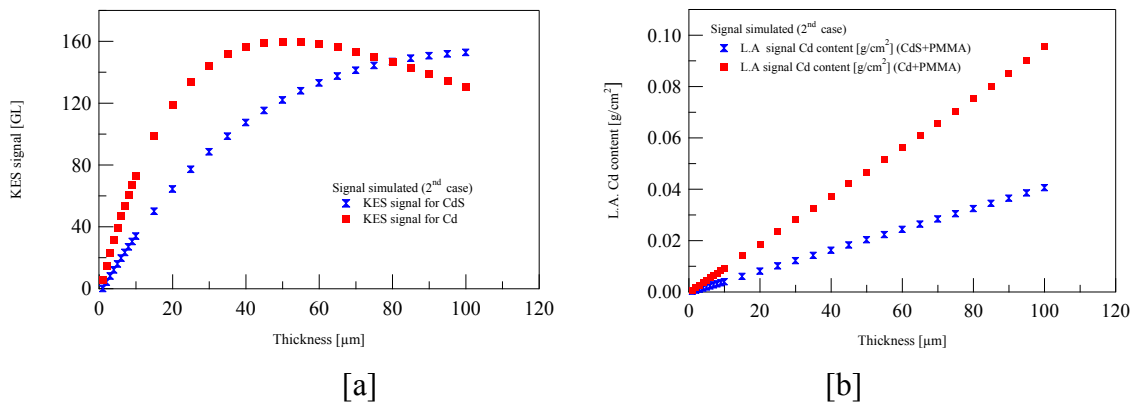 KES signal [GL]
160
120
80
40
0
0 20 40 60 80 100 120
Thickness [µm]
Signal simulated (2nd case)
KES signal for CdS
KES signal for Cd
[a]
L.A. Cd content [g/cm2]
0.10
0.08
0.06
0.04
0.02
0.00
0 20 40 60 80 100 120
Thickness [µm]
Signal simulated (2nd case)
L.A signal Cd content [g/cm2] (CdS+PMMA)
L.A signal Cd content [g/cm2] (Cd+PMMA)
[b]